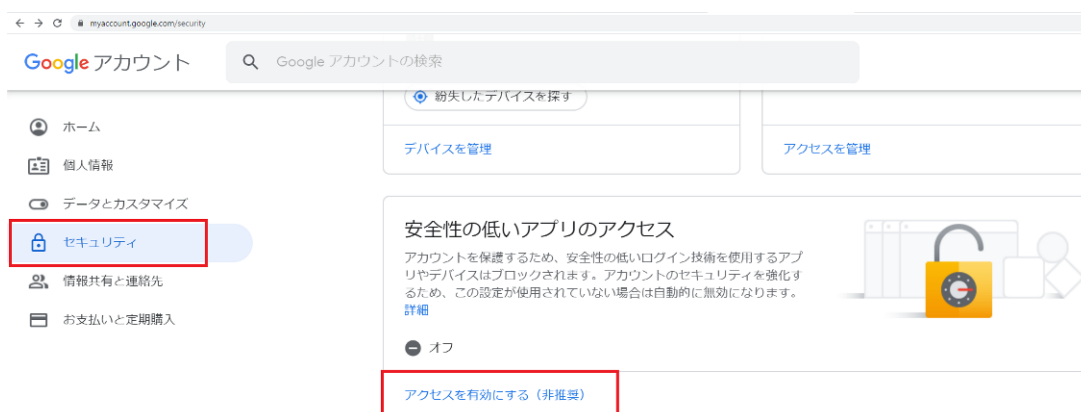 myaccount.google.com/security
Google アカウント
Google アカウントの検索
紛失したデバイスを探す
ホーム
個人情報
データとカスタマイズ
セキュリティ
情報共有と連絡先
お支払いと定期購入
デバイスを管理
アクセスを管理
安全性の低いアプリのアクセス
アカウントを保護するため、安全性の低いログイン技術を使用するアプ
リやデバイスはブロックされます。アカウントのセキュリティを強化す
るため、この設定が使用されていない場合は自動的に無効になります。
詳細
オフ
アクセスを有効にする（非推奨）